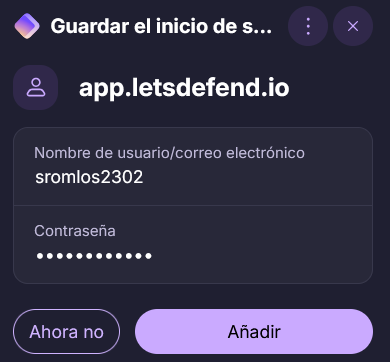 Guardar el inicio de s...
app.letsdefend.io
Nombre de usuario/correo electrónico
sromlos2302
Contraseña
••••••••••••
Ahora no
Añadir